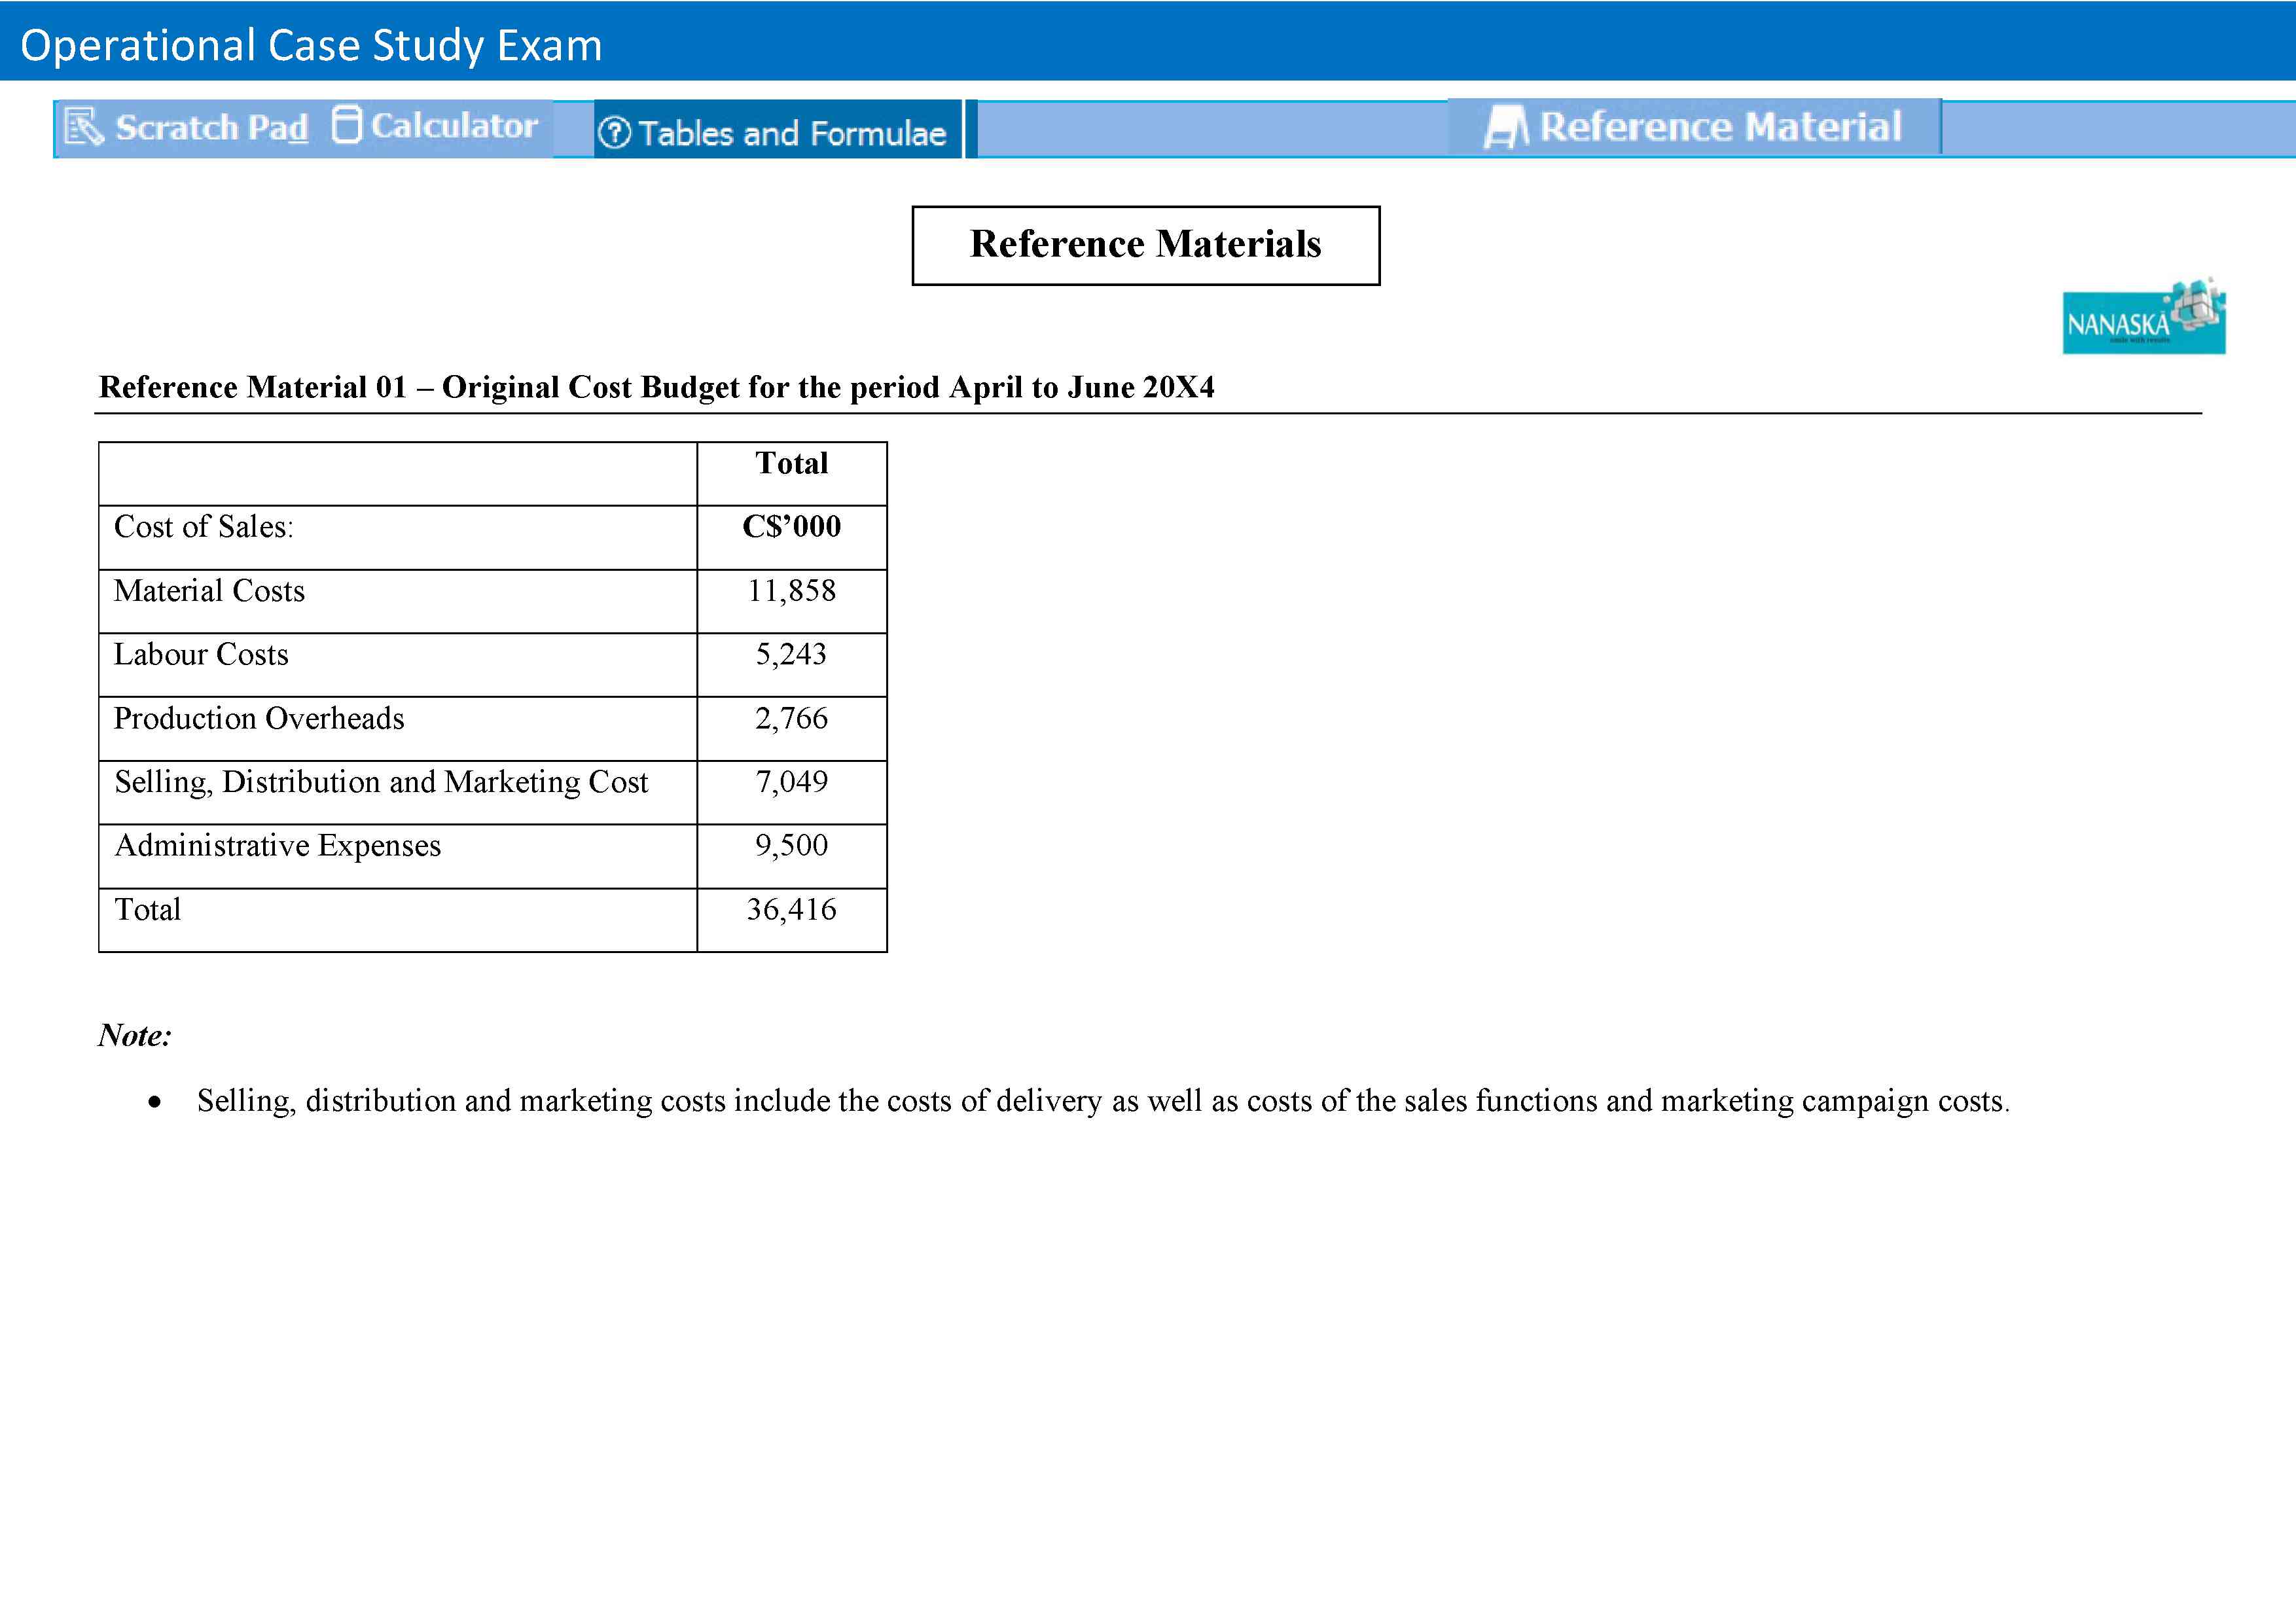 Operational Case Study Exam
Scratch Pad Calculator Tables and Formulae Reference Material
Reference Materials
NANASKA
Reference Material 01 – Original Cost Budget for the period April to June 20X4
Total
Cost of Sales: C$’000
Material Costs 11,858
Labour Costs 5,243
Production Overheads 2,766
Selling, Distribution and Marketing Cost 7,049
Administrative Expenses 9,500
Total 36,416
Note:
• Selling, distribution and marketing costs include the costs of delivery as well as costs of the sales functions and marketing campaign costs.